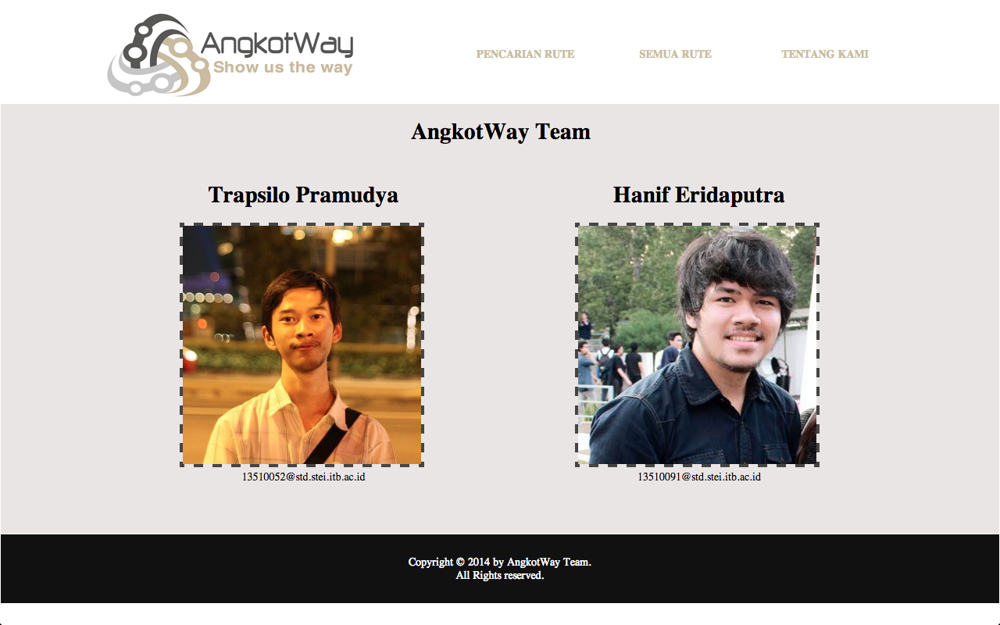 AngkotWay
Show us the way
PENCARIAN RUTE SEMUA RUTE TENTANG KAMI
AngkotWay Team
Trapsilo Pramudya
Hanif Eridaputra
13510052@std.stei.itb.ac.id
13510091@std.stei.itb.ac.id
Copyright © 2014 by AngkotWay Team.
All Rights reserved.